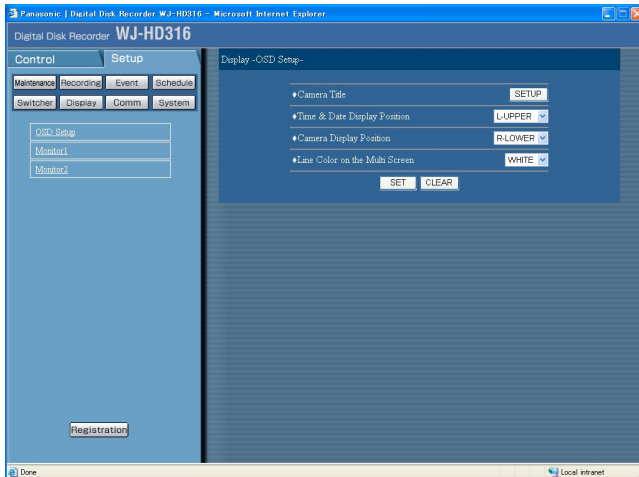 Panasonic | Digital Disk Recorder WJ-HD316 - Microsoft Internet Explorer
Digital Disk Recorder WJ-HD316
Control Setup
Maintenance Recording Event Schedule
Switcher Display Comm System
OSD Setup
Monitor1
Monitor2
Registration
Display -OSD Setup-
♦Camera Title SETUP
♦Time & Date Display Position L-UPPER
♦Camera Display Position R-LOWER
♦Line Color on the Multi Screen WHITE
SET CLEAR
Done Local intranet